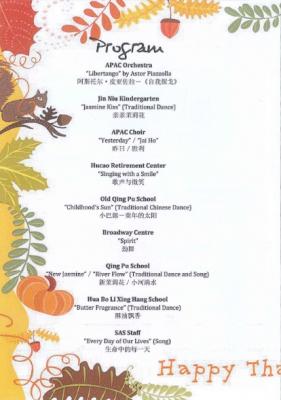 Program
APAC Orchestra
"Libertango" by Astor Piazzolla
阿斯托尔·皮亚佐拉－《自我探戈》
Jin Niu Kindergarten
"Jasmine Kiss" (Traditional Dance)
亲亲茉莉花
APAC Choir
"Yesterday" / "Jai Ho"
昨日 / 胜利
Hucao Retirement Center
"Singing with a Smile"
歌声与微笑
Old Qing Pu School
"Childhood's Sun" (Traditional Chinese Dance)
小巴郎－童年的太阳
Broadway Centre
"Spirit"
Qing Pu School
"New Jasmine" / "River Flow" (Traditional Dance and Song)
新茉莉花 / 小河淌水
Hua Bo Li Xing Hang School
"Butter Fragrance" (Traditional Dance)
酥油飘香
SAS Staff
"Every Day of Our Lives" (Song)
生命中的每一天
Happy Tha